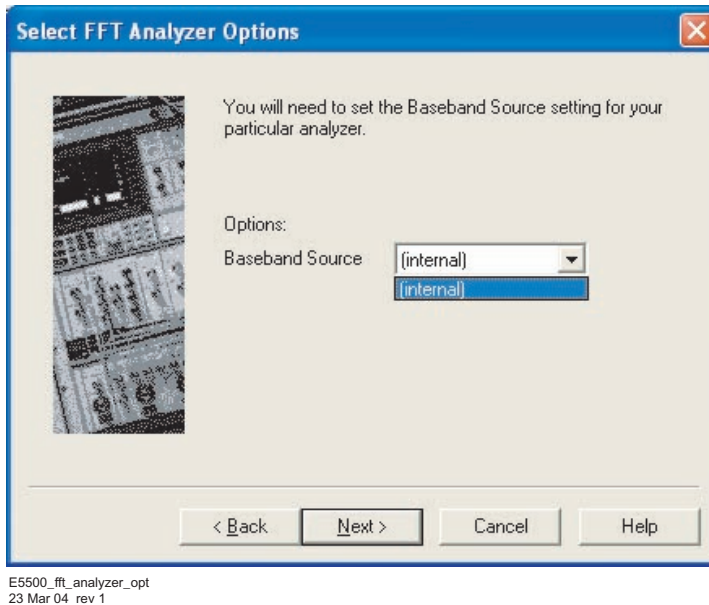 Select FFT Analyzer Options
You will need to set the Baseband Source setting for your
particular analyzer.
Options:
Baseband Source (internal)
(internal)
< Back Next > Cancel Help
E5500_fft_analyzer_opt
23 Mar 04 rev 1